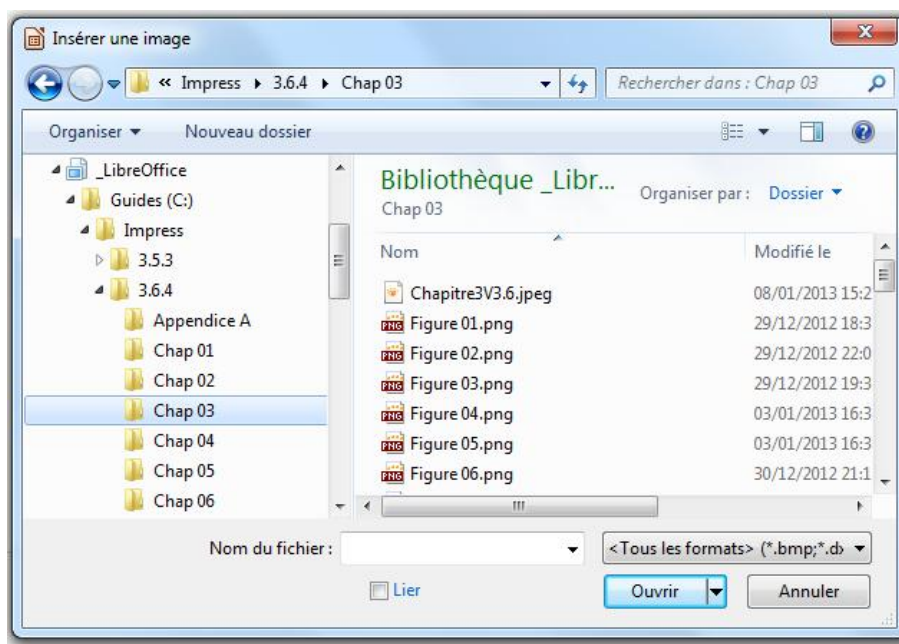 Insérer une image
« Impress 3.6.4 Chap 03
Rechercher dans : Chap 03
Organiser Nouveau dossier
_LibreOffice
Guides (C:)
Impress
3.5.3
3.6.4
Appendice A
Chap 01
Chap 02
Chap 03
Chap 04
Chap 05
Chap 06
Bibliothèque _Libr...
Chap 03
Organiser par : Dossier
Nom Modifié le
Chapitre3V3.6.jpeg 08/01/2013 15:2
PNG Figure 01.png 29/12/2012 18:3
PNG Figure 02.png 29/12/2012 22:0
PNG Figure 03.png 29/12/2012 19:3
PNG Figure 04.png 03/01/2013 16:3
PNG Figure 05.png 03/01/2013 16:3
PNG Figure 06.png 30/12/2012 21:1
Nom du fichier : <Tous les formats> (*.bmp;*.d
Lier
Ouvrir Annuler